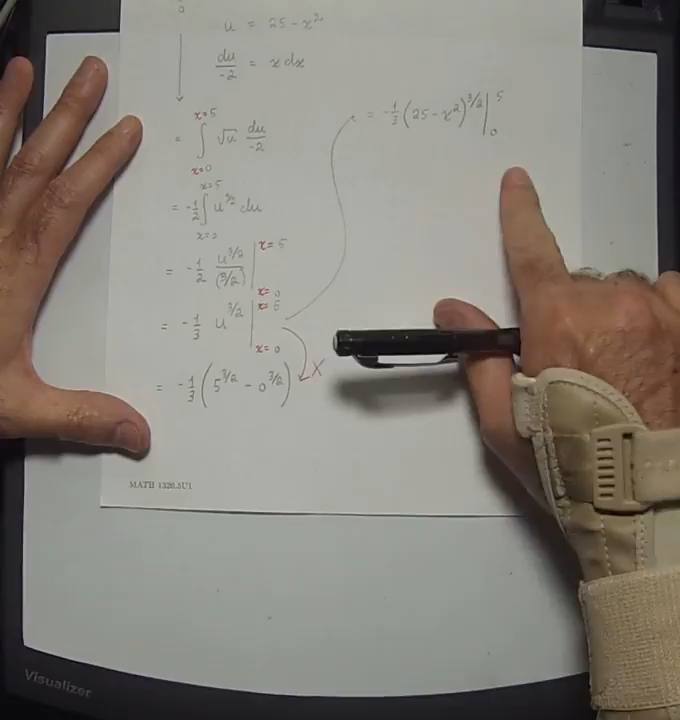 u = 25 - x²
du/-2 = x dx
= ∫_{x=0}^{x=5} √u du/-2
= -1/2 ∫_{x=0}^{x=5} u^{1/2} du
= -1/2 u^{3/2}/(3/2) |_{x=0}^{x=5}
= -1/3 u^{3/2} |_{x=0}^{x=5}
= -1/3 (5^{3/2} - 0^{3/2}) X
= -1/3 (25 - x²)^{3/2} |_0^5
MATH 1320.5U1
Visualizer